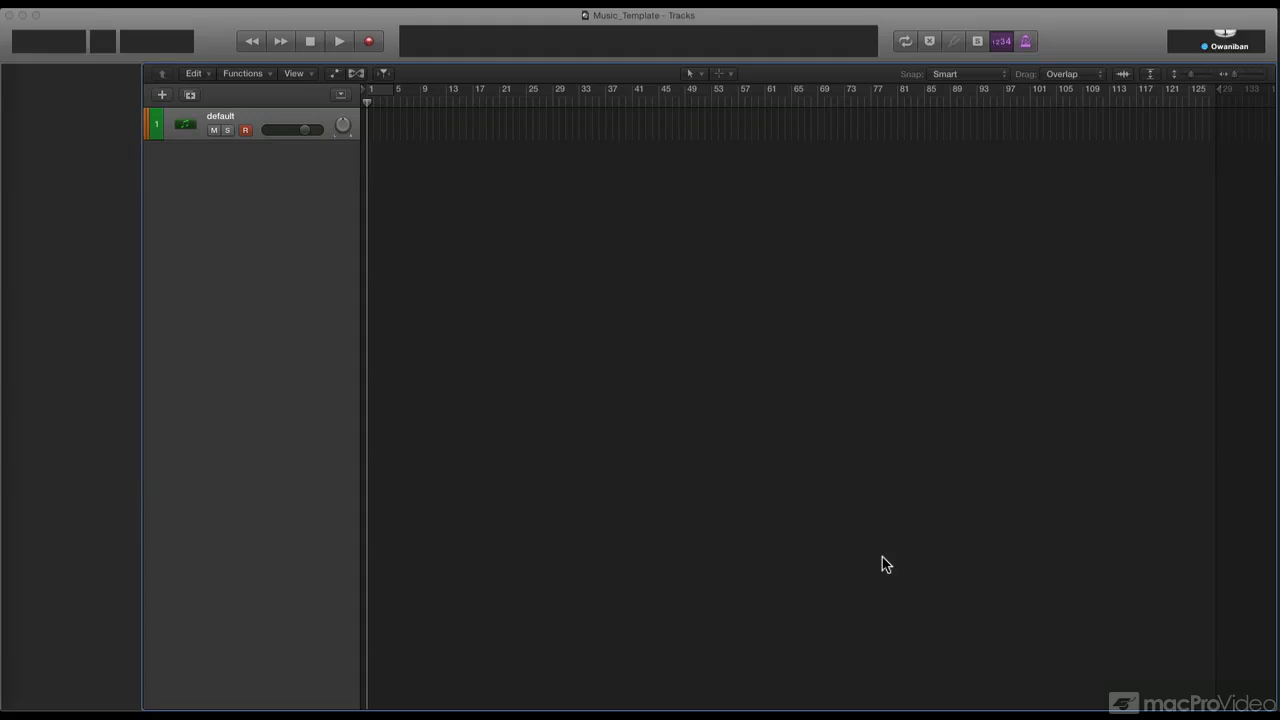 Music_Template - Tracks
1234
Owaniban
Edit Functions View Snap: Smart Drag: Overlap
1 5 9 13 17 21 25 29 33 37 41 45 49 53 57 61 65 69 73 77 81 85 89 93 97 101 105 109 113 117 121 125 129 133
1 default
M S R
macProVideo